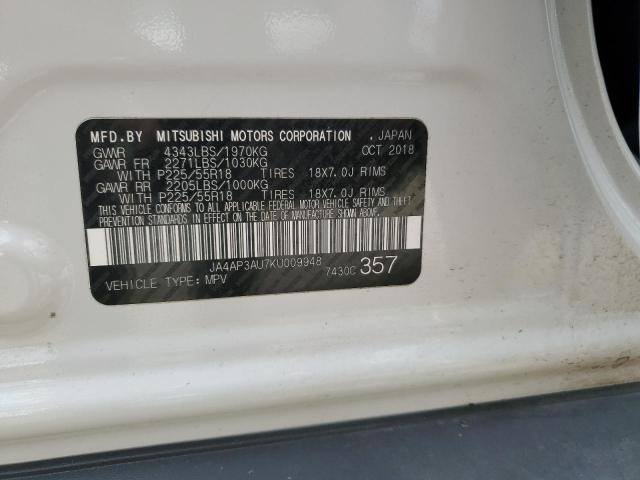 MFD.BY MITSUBISHI MOTORS CORPORATION . JAPAN
GVWR 4343LBS/1970KG OCT 2018
GAWR FR 2271LBS/1030KG
WITH P225/55R18 TIRES 18X7.0J RIMS
GAWR RR 2205LBS/1000KG
WITH P225/55R18 TIRES 18X7.0J RIMS
THIS VEHICLE CONFORMS TO ALL APPLICABLE FEDERAL MOTOR VEHICLE SAFETY AND THEFT
PREVENTION STANDARDS IN EFFECT ON THE DATE OF MANUFACTURE SHOWN ABOVE.
JA4AP3AU7KU009948
VEHICLE TYPE: MPV 7430C 357